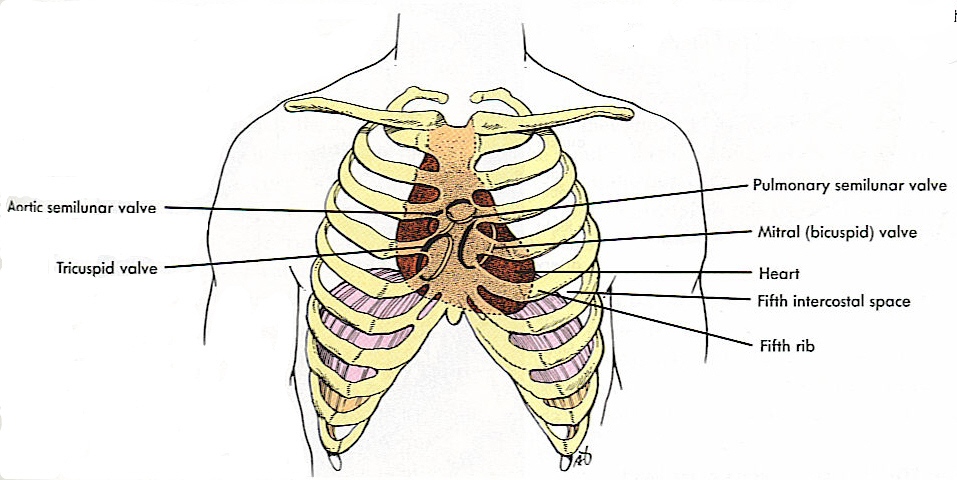 Pulmonary semilunar valve
Aortic semilunar valve
Mitral (bicuspid) valve
Tricuspid valve
Heart
Fifth intercostal space
Fifth rib